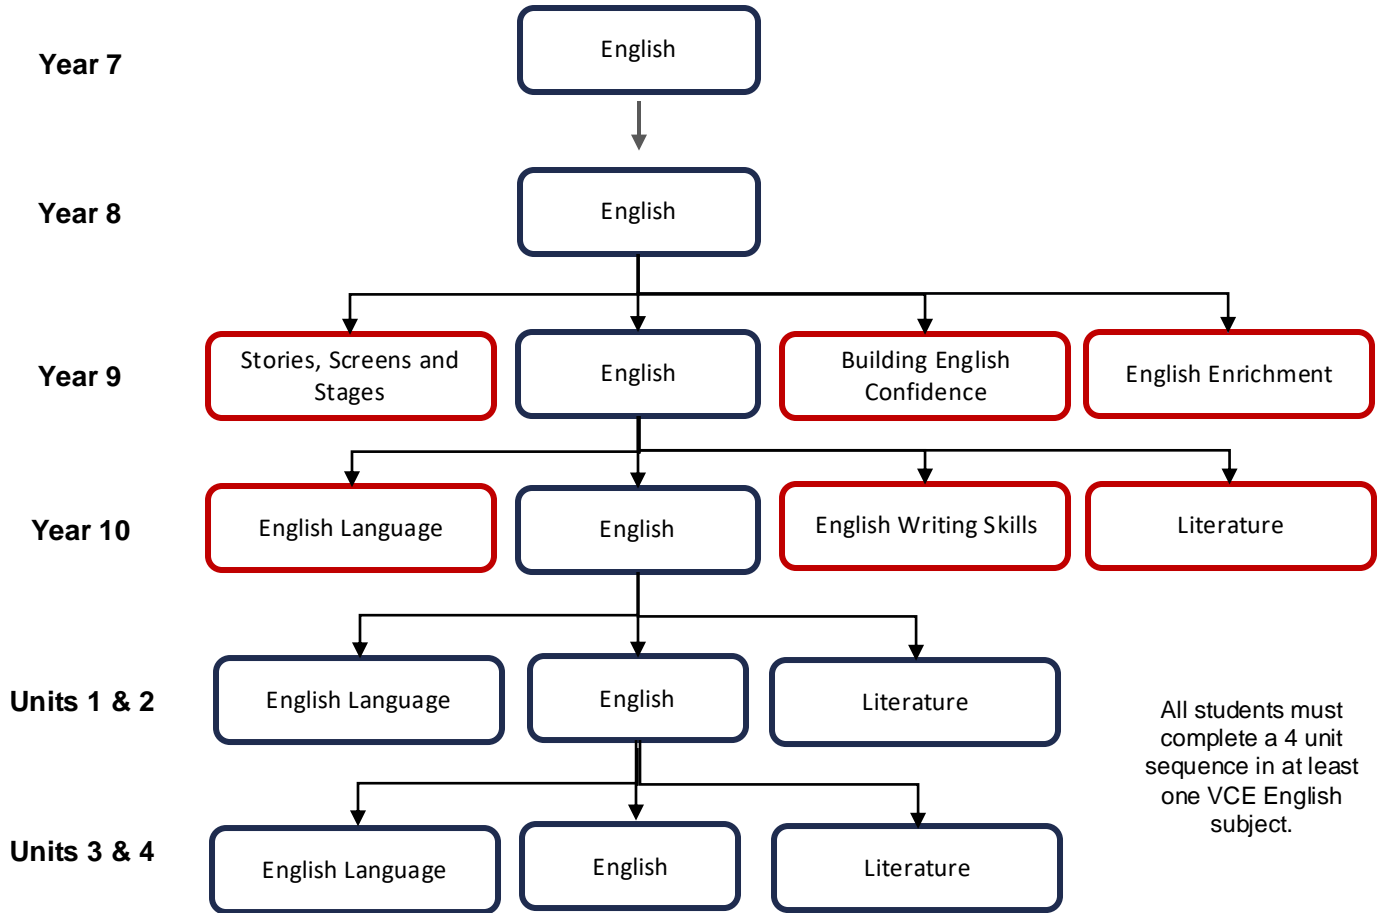 Year 7
English
Year 8
English
Year 9
Stories, Screens and
Stages
English
Building English
Confidence
English Enrichment
Year 10
English Language
English
English Writing Skills
Literature
Units 1 & 2
English Language
English
Literature
All students must
complete a 4 unit
sequence in at least
one VCE English
subject.
Units 3 & 4
English Language
English
Literature